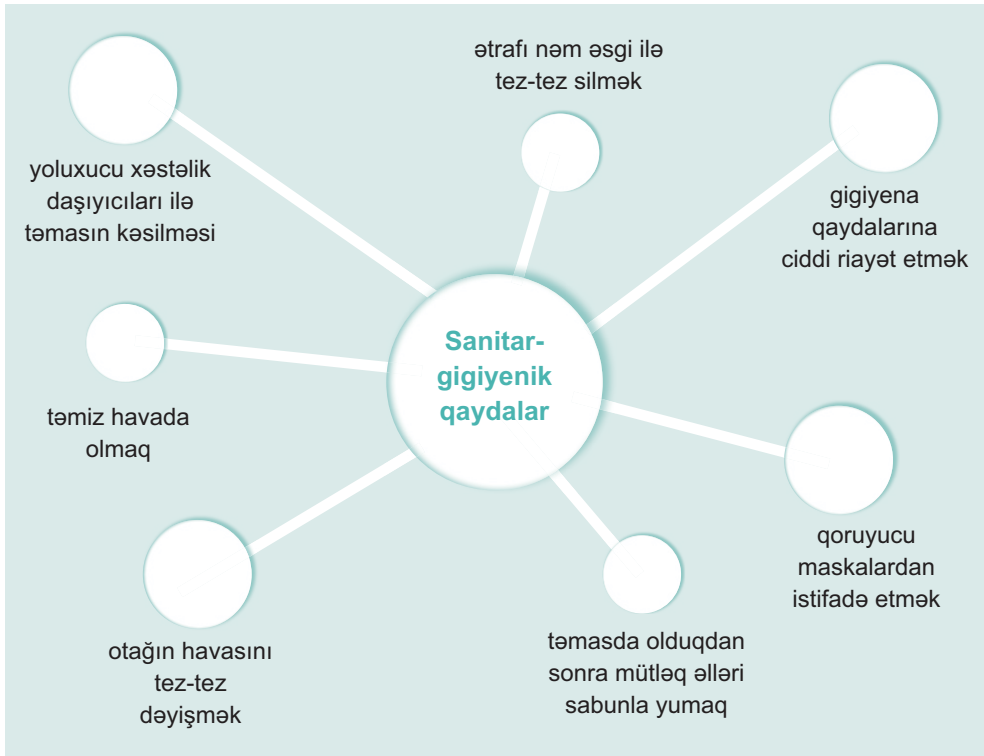 ətrafı nəm əsgi ilə
tez-tez silmək
yoluxucu xəstəlik
daşıyıcıları ilə
təmasın kəsilməsi
gigiyena
qaydalarına
ciddi riayət etmək
Sanitar-
gigiyenik
qaydalar
təmiz havada
olmaq
qoruyucu
maskalardan
istifadə etmək
otağın havasını
tez-tez
dəyişmək
təmasda olduqdan
sonra mütləq əlləri
sabunla yumaq